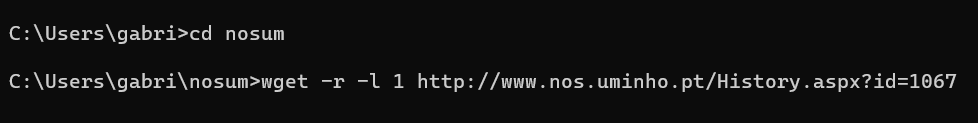 C:\Users\gabri>cd nosum
C:\Users\gabri\nosum>wget -r -l 1 http://www.nos.uminho.pt/History.aspx?id=1067